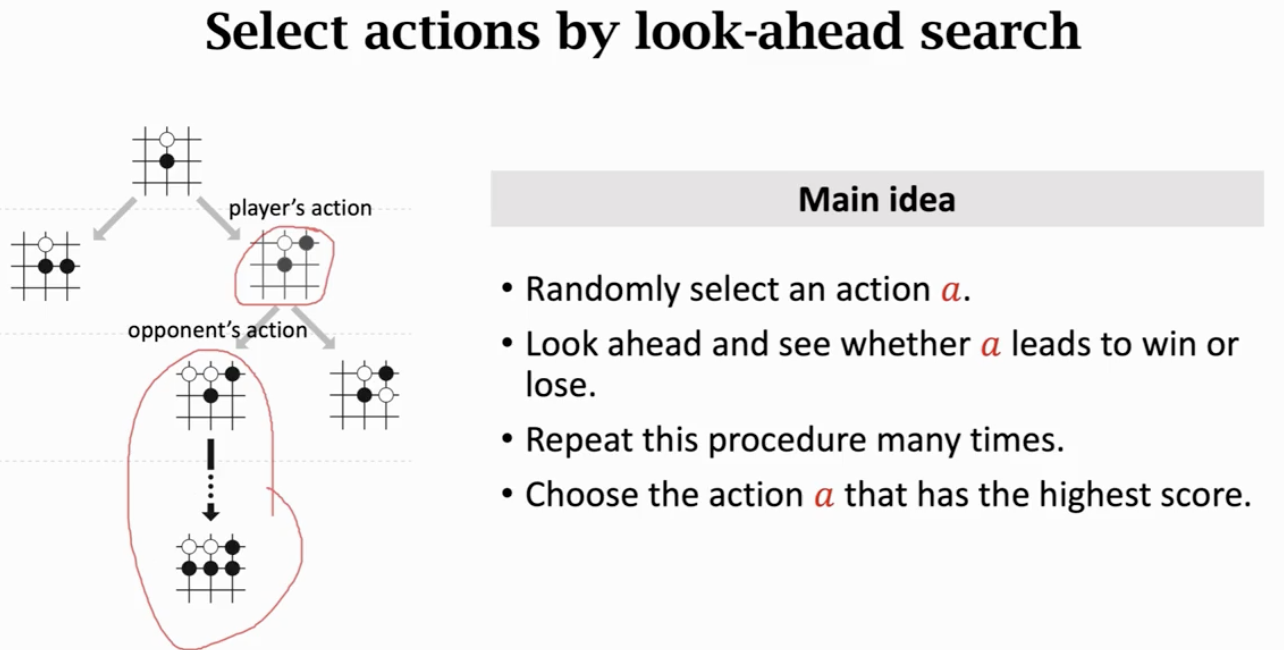 Select actions by look-ahead search
player's action
opponent's action
Main idea
• Randomly select an action a.
• Look ahead and see whether a leads to win or
lose.
• Repeat this procedure many times.
• Choose the action a that has the highest score.